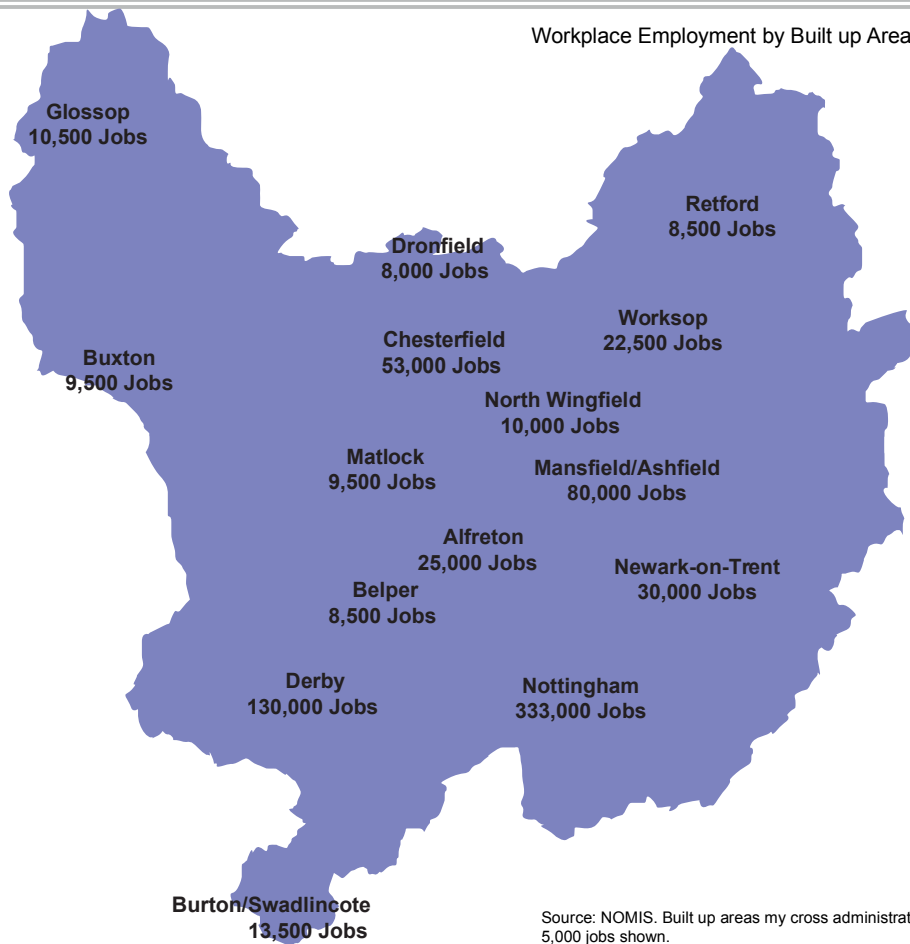 Workplace Employment by Built up Area
Glossop
10,500 Jobs
Retford
8,500 Jobs
Dronfield
8,000 Jobs
Worksop
22,500 Jobs
Chesterfield
53,000 Jobs
Buxton
9,500 Jobs
North Wingfield
10,000 Jobs
Matlock
9,500 Jobs
Mansfield/Ashfield
80,000 Jobs
Alfreton
25,000 Jobs
Newark-on-Trent
30,000 Jobs
Belper
8,500 Jobs
Derby
130,000 Jobs
Nottingham
333,000 Jobs
Burton/Swadlincote
13,500 Jobs
Source: NOMIS. Built up areas my cross administrat
5,000 jobs shown.